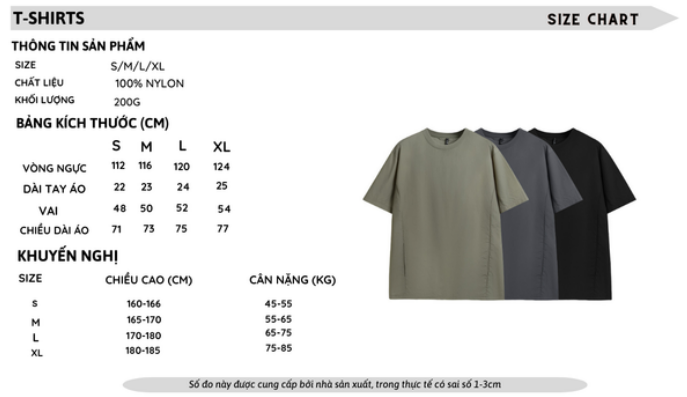 T-SHIRTS SIZE CHART
THÔNG TIN SẢN PHẨM
SIZE S/M/L/XL
CHẤT LIỆU 100% NYLON
KHỐI LƯỢNG 200G
BẢNG KÍCH THƯỚC (CM)
S M L XL
VÒNG NGỰC 112 116 120 124
DÀI TAY ÁO 22 23 24 25
VAI 48 50 52 54
CHIỀU DÀI ÁO 71 73 75 77
KHUYẾN NGHỊ
SIZE CHIỀU CAO (CM) CÂN NẶNG (KG)
S 160-166 45-55
M 165-170 55-65
L 170-180 65-75
XL 180-185 75-85
Số đo này được cung cấp bởi nhà sản xuất, trong thực tế có sai số 1-3cm